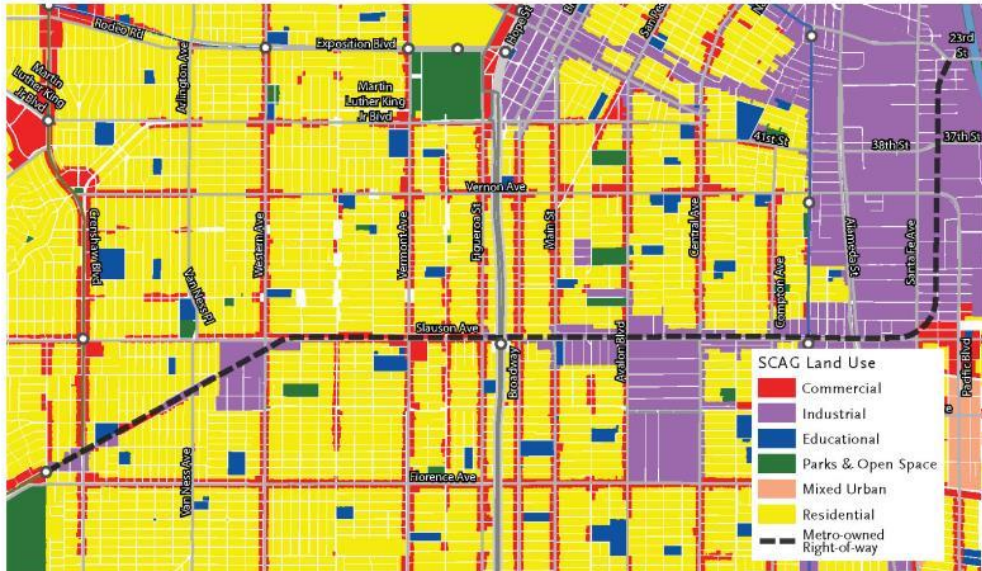 Rodeo Rd
Exposition Blvd
Hope St
23rd
St
Martin
Luther King
Jr Blvd
Arlington Ave
Martin
Luther King
Jr Blvd
41st St
38th St
37th St
Vernon Ave
Crenshaw Blvd
Van Ness Pl
Western Ave
Vermont Ave
Figueroa St
Main St
Central Ave
Compton Ave
Alameda St
Santa Fe Ave
Slauson Ave
Broadway
Avalon Blvd
Pacific Blvd
Van Ness Ave
Florence Ave
SCAG Land Use
Commercial
Industrial
Educational
Parks & Open Space
Mixed Urban
Residential
Metro-owned
Right-of-way